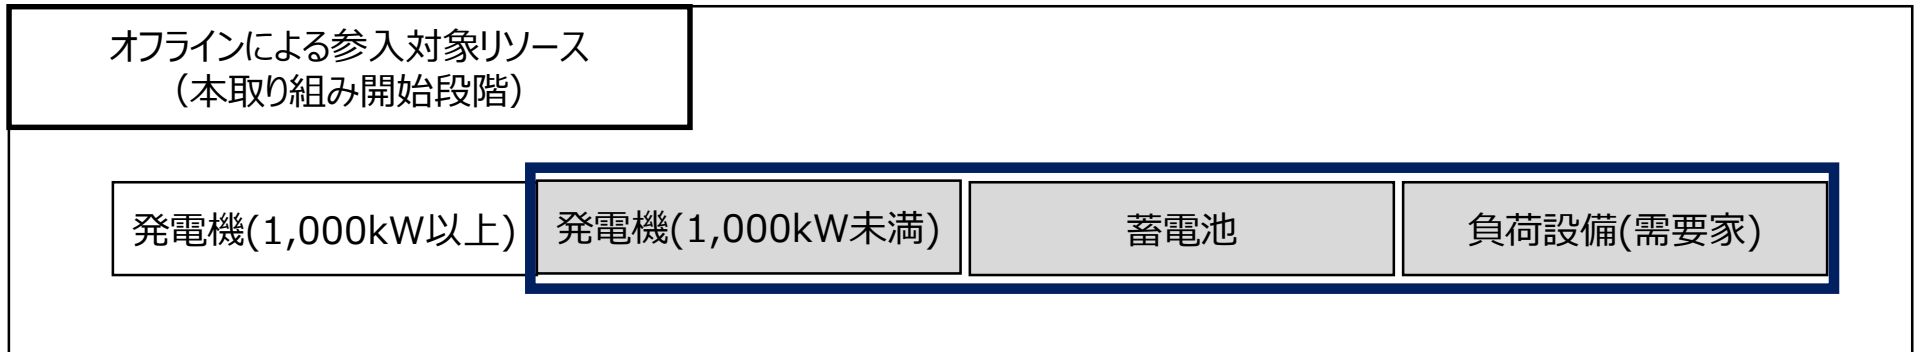 オフラインによる参入対象リソース
（本取り組み開始段階）
発電機(1,000kW以上)
発電機(1,000kW未満)
蓄電池
負荷設備(需要家)